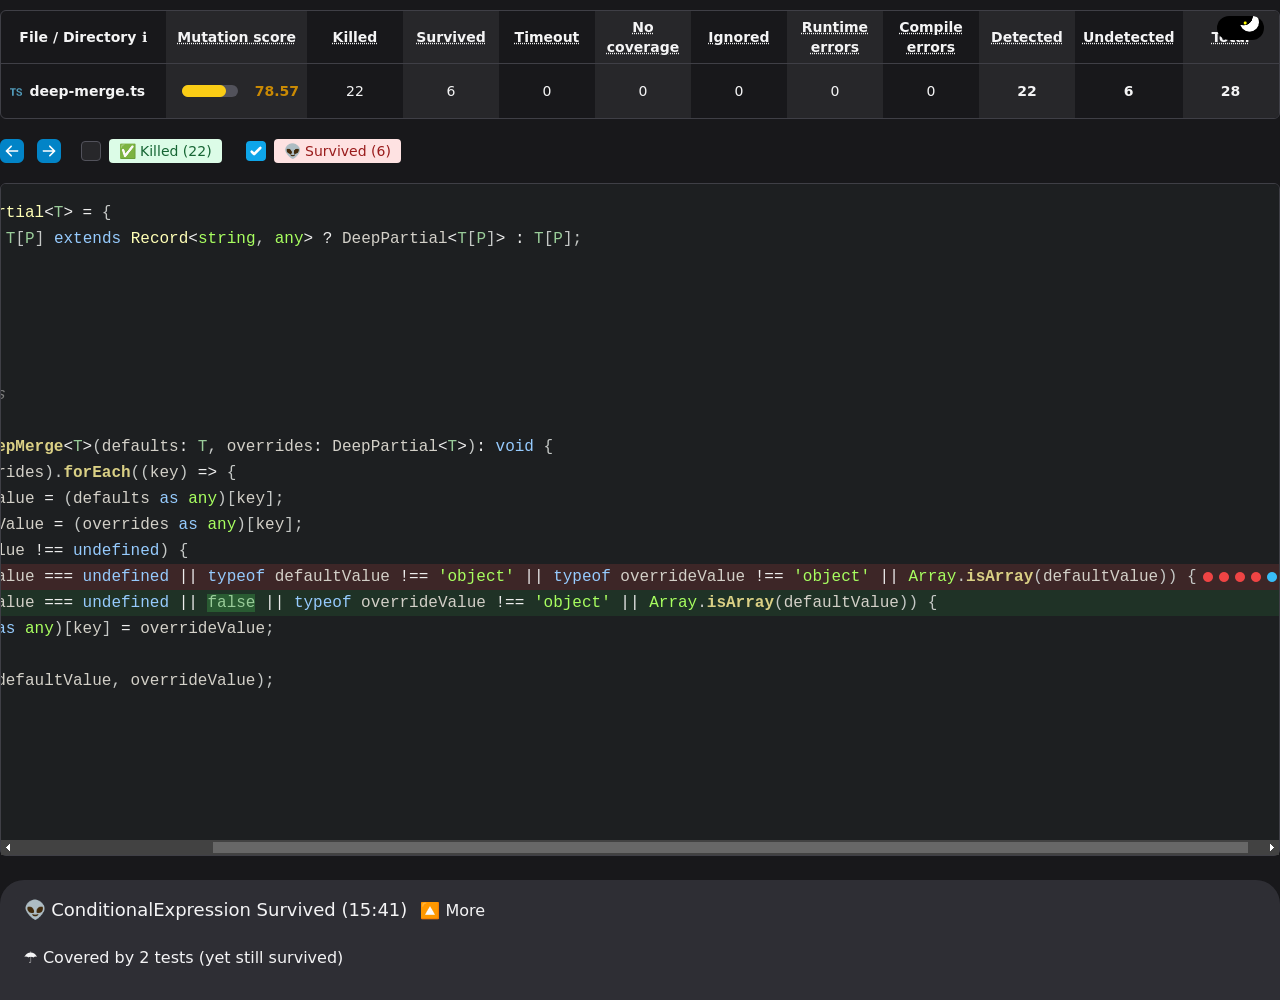 File / Directory ℹ Mutation score Killed Survived Timeout No coverage Ignored Runtime errors Compile errors Detected Undetected
TS deep-merge.ts 78.57 22 6 0 0 0 0 0 22 6 28
✅ Killed (22) 👽 Survived (6)
rtial<T> = {
T[P] extends Record<string, any> ? DeepPartial<T[P]> : T[P];
s
epMerge<T>(defaults: T, overrides: DeepPartial<T>): void {
rides).forEach((key) => {
alue = (defaults as any)[key];
Value = (overrides as any)[key];
lue !== undefined) {
alue === undefined || typeof defaultValue !== 'object' || typeof overrideValue !== 'object' || Array.isArray(defaultValue)) {
alue === undefined || false || typeof overrideValue !== 'object' || Array.isArray(defaultValue)) {
as any)[key] = overrideValue;
defaultValue, overrideValue);
👽 ConditionalExpression Survived (15:41) 🔼 More
☂ Covered by 2 tests (yet still survived)